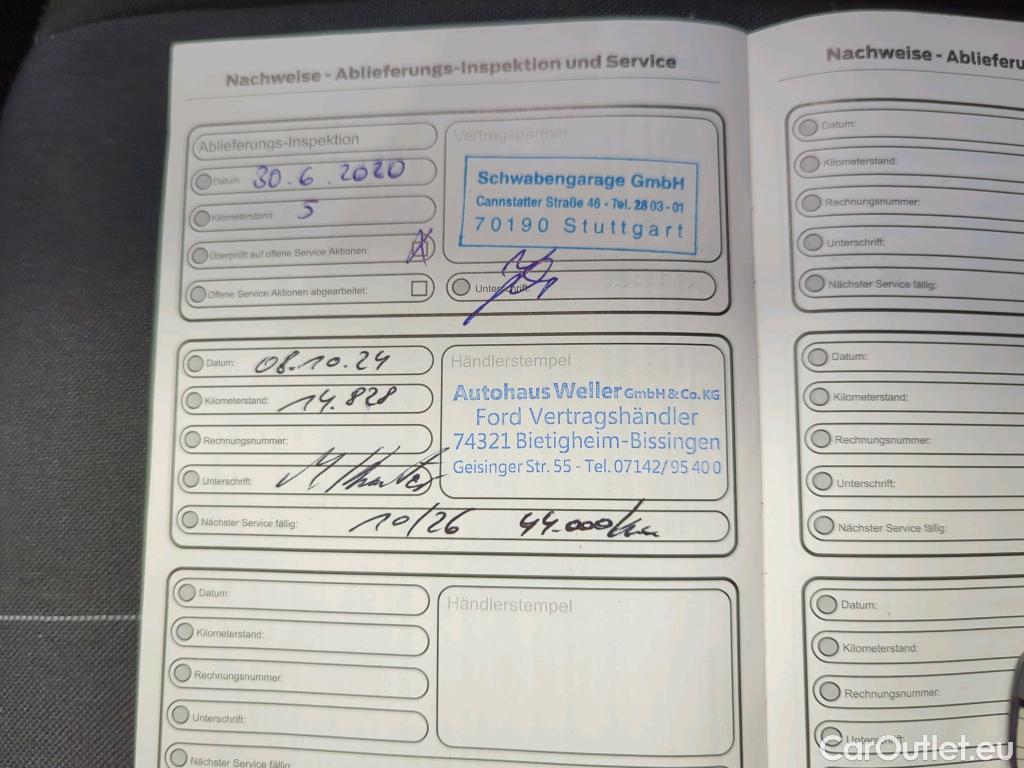 Nachweise - Ablieferungs-Inspektion und Service
Ablieferungs-Inspektion
Datum: 30.6.2020
Kilometerstand: 5
Überprüft auf offene Service Aktionen:
Offene Service Aktionen abgearbeitet:
Vertragspartner
Schwabengarage GmbH
Cannstatter Straße 46 - Tel. 28 03 - 01
70190 Stuttgart
Unterschrift:
Datum: 08.10.24
Kilometerstand: 14.828
Rechnungsnummer:
Unterschrift:
Nächster Service fällig: 10/26 44.000 km
Händlerstempel
Autohaus Weller GmbH & Co. KG
Ford Vertragshändler
74321 Bietigheim-Bissingen
Geisinger Str. 55 - Tel. 07142/95 40 0
Datum:
Kilometerstand:
Rechnungsnummer:
Unterschrift:
Nächster Service fällig:
Händlerstempel
Nachweise - Ablieferu
Datum:
Kilometerstand:
Rechnungsnummer:
Unterschrift:
Nächster Service fällig:
Datum:
Kilometerstand:
Rechnungsnummer:
Unterschrift:
Nächster Service fällig:
Datum:
Kilometerstand:
Rechnungsnummer:
Unterschrift:
CarOutlet.eu